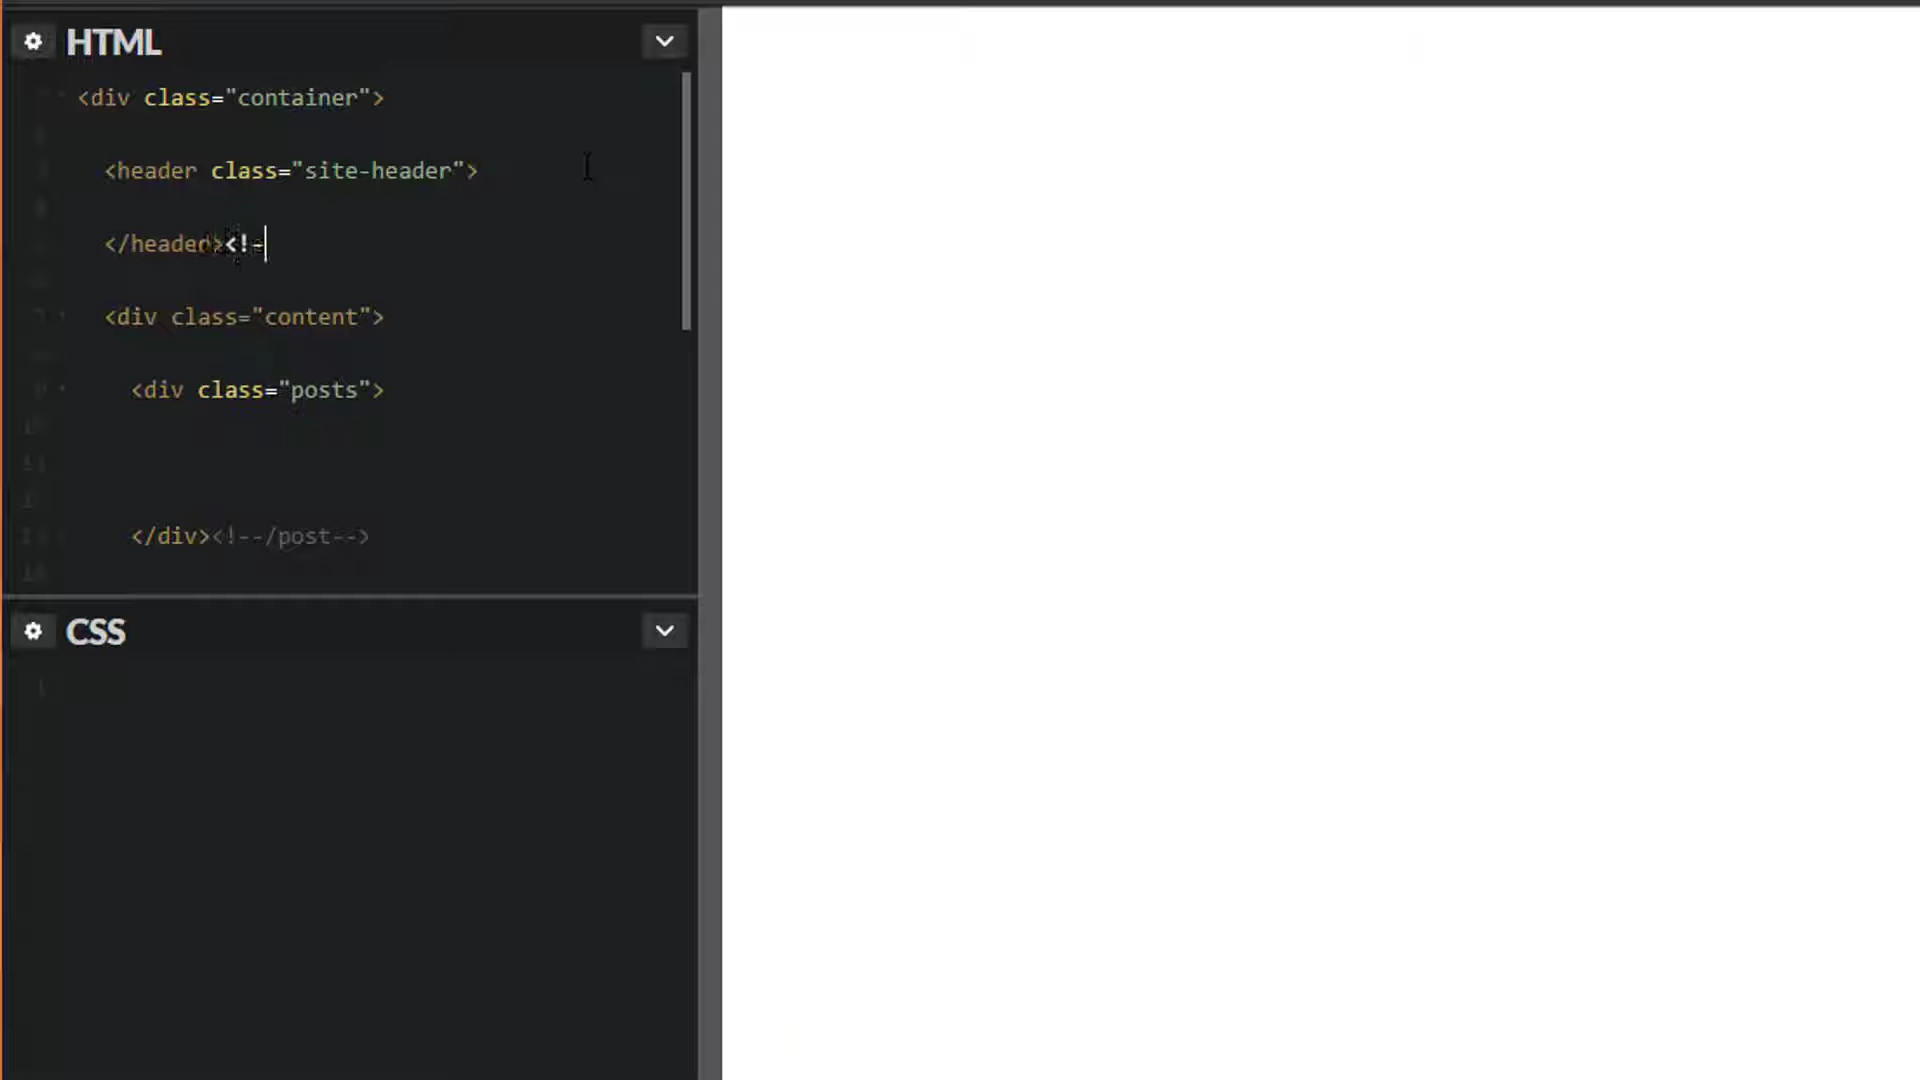 HTML
<div class="container">
<header class="site-header">
</header><!-
<div class="content">
<div class="posts">
</div><!--/post-->
CSS